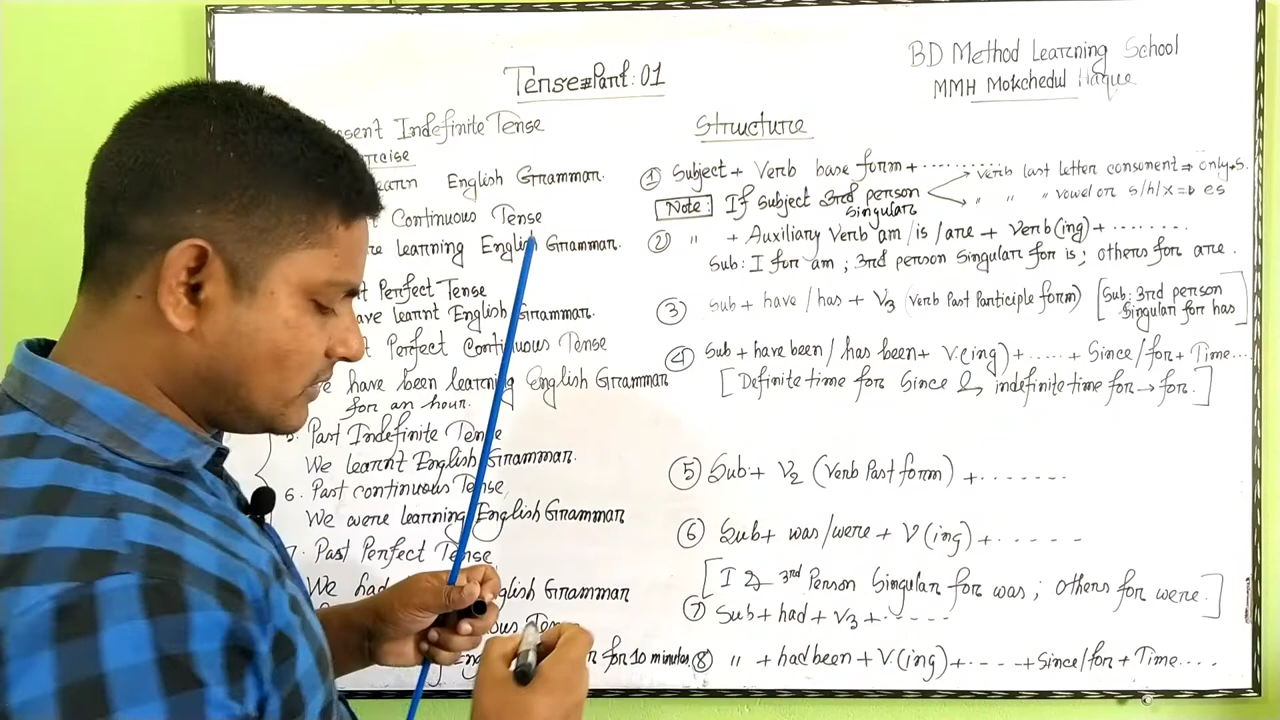 BD Method Learning School
MMH Mokchedul Haque
Tense Part: 01
Indefinite Tense
Structure
English Grammar.
① Subject + Verb base form + .......... verb last letter consonent ⇒ only + s.
Note: If subject 3rd person Singular " " " vowel or s/h/x ⇒ es
Continuous Tense
learning English Grammar.
② " + Auxiliary Verb am/is/are + Verb(ing) + ........
Sub: I for am ; 3rd person Singular for is ; others for are.
Perfect Tense
learnt English Grammar.
③ Sub + have/has + V3 (Verb Past Participle form) [Sub: 3rd person Singular for has]
Perfect Continuous Tense
④ Sub + have been/has been + V.(ing) + ..... + Since/for + Time...
We have been learning English Grammar
for an hour.
[Definite time for Since & indefinite time for → for.]
5. Past Indefinite Tense
We learnt English Grammar.
⑤ Sub + V2 (Verb Past form) + .......
6. Past continuous Tense
We were learning English Grammar
⑥ Sub + was/were + V(ing) + .....
7. Past Perfect Tense
We had English Grammar
[I & 3rd Person Singular for was ; others for were.]
⑦ Sub + had + V3 + .....
Tense
for 10 minutes.
⑧ " + had been + V.(ing) + .... + Since/for + Time....